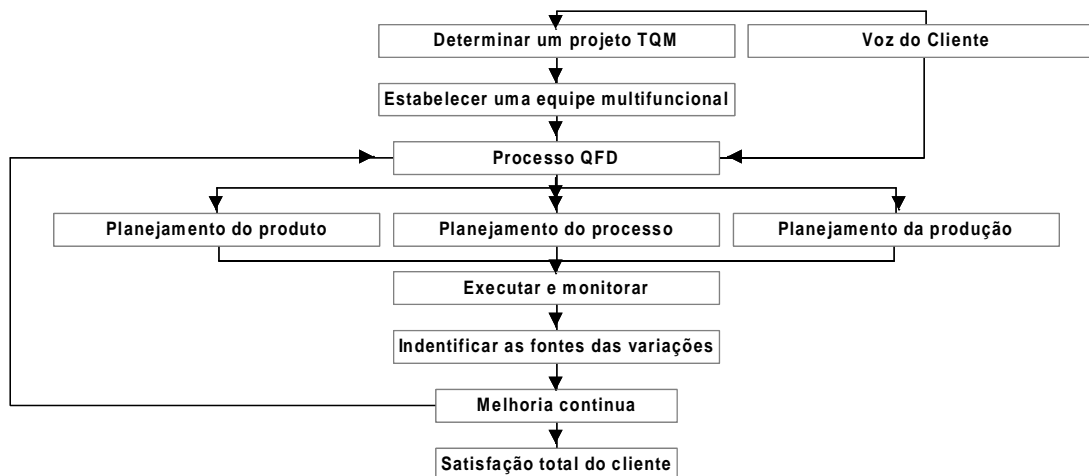 Determinar um projeto TQM
Voz do Cliente
Estabelecer uma equipe multifuncional
Processo QFD
Planejamento do produto
Planejamento do processo
Planejamento da produção
Executar e monitorar
Indentificar as fontes das variações
Melhoria continua
Satisfação total do cliente